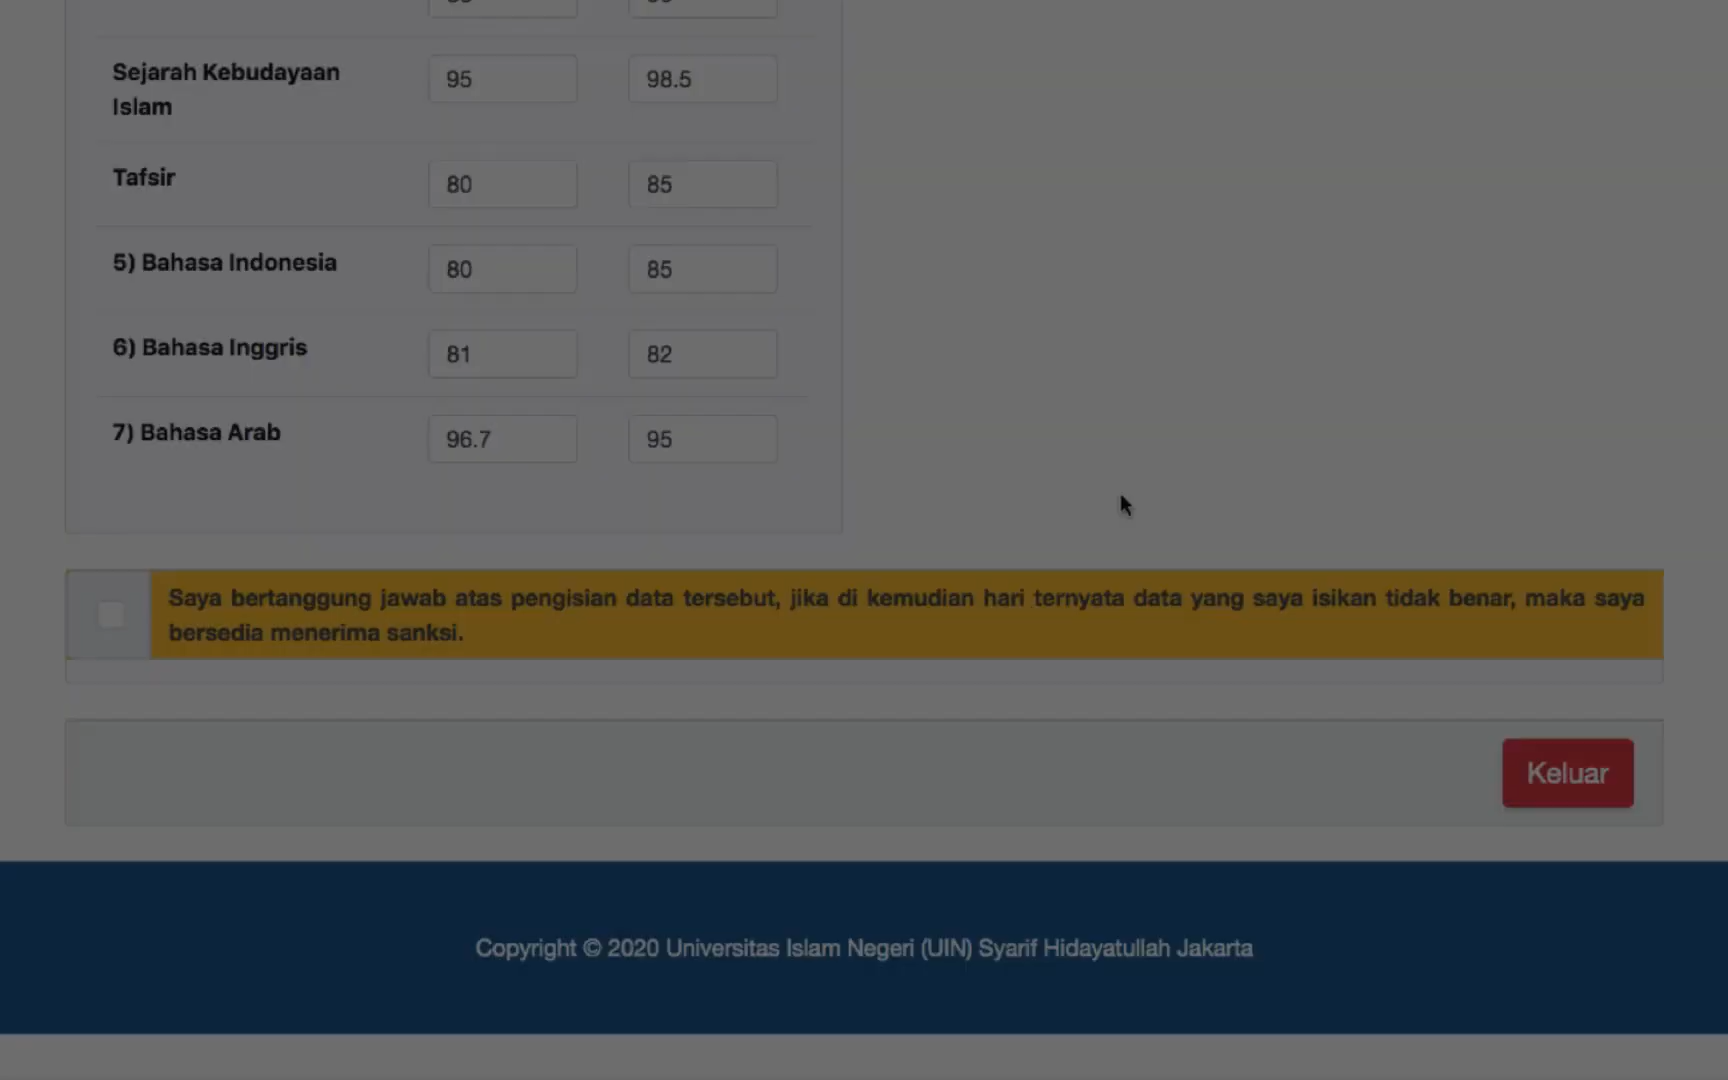 Sejarah Kebudayaan
Islam
95
98.5
Tafsir
80
85
5) Bahasa Indonesia
80
85
6) Bahasa Inggris
81
82
7) Bahasa Arab
96.7
95
Saya bertanggung jawab atas pengisian data tersebut, jika di kemudian hari ternyata data yang saya isikan tidak benar, maka saya
bersedia menerima sanksi.
Keluar
Copyright © 2020 Universitas Islam Negeri (UIN) Syarif Hidayatullah Jakarta